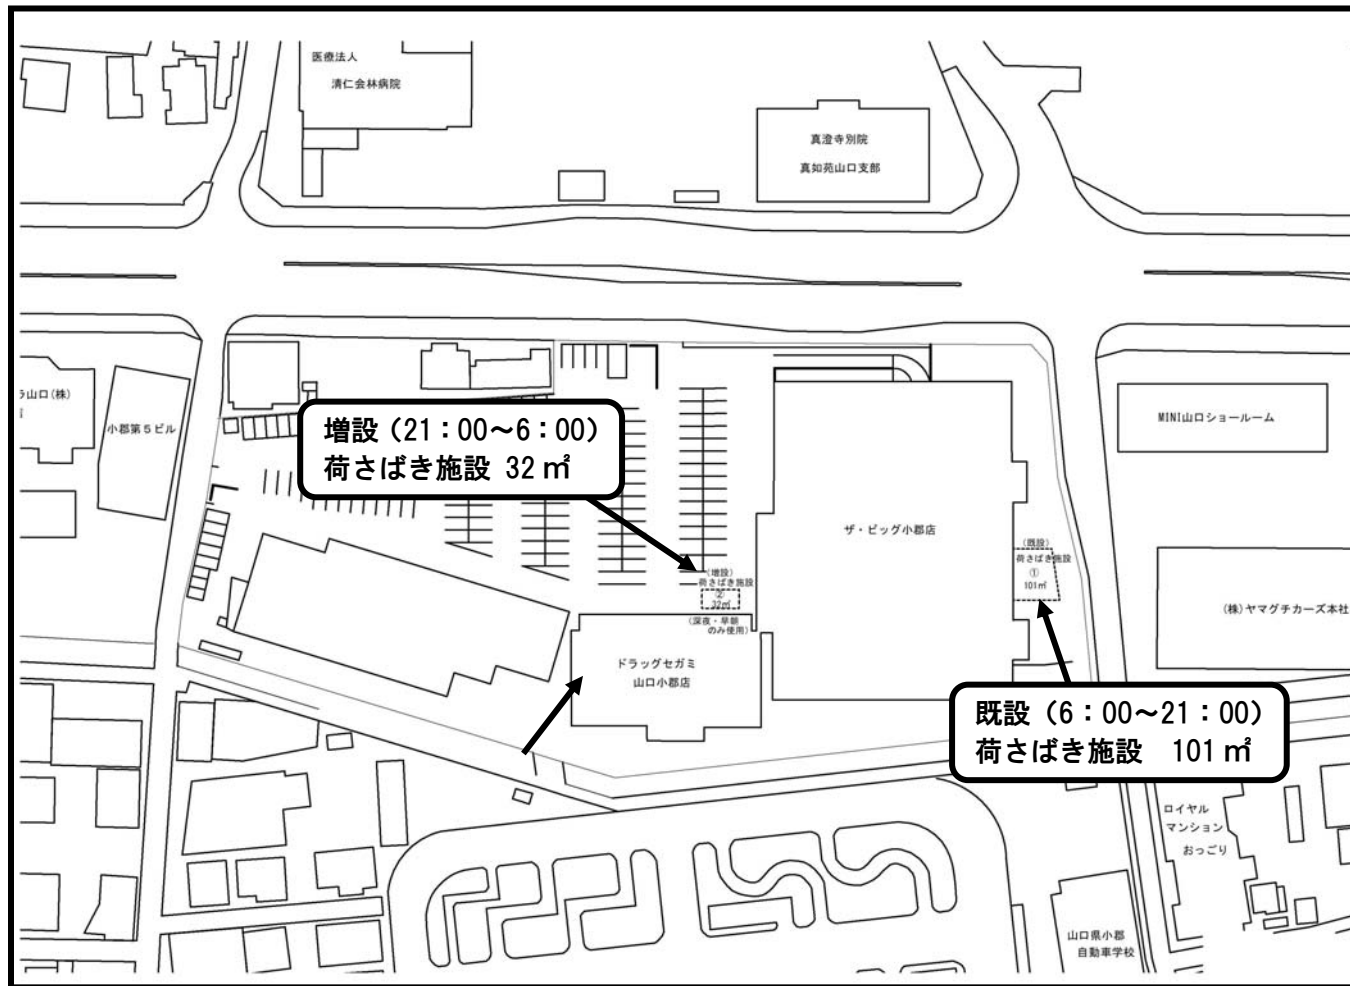 医療法人
清仁会林病院
真澄寺別院
真如苑山口支部
ラ山口(株)
小郡第5ビル
増設（21：00～6：00）
荷さばき施設 32㎡
MINI山口ショールーム
ザ・ビッグ小郡店
(既設)
荷さばき施設
①
101㎡
(増設)
荷さばき施設
②
32㎡
(深夜・早朝
のみ使用)
(株)ヤマグチカーズ本社
ドラッグセガミ
山口小郡店
既設（6：00～21：00）
荷さばき施設 101㎡
ロイヤル
マンション
おっごり
山口県小郡
自動車学校